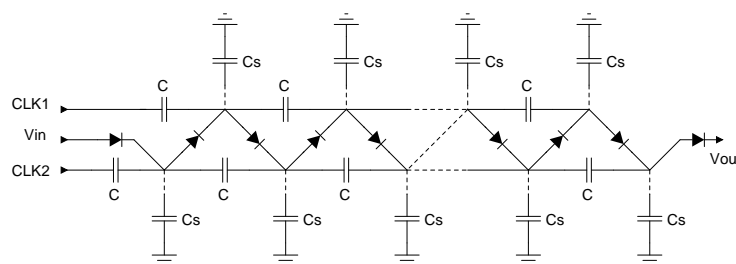 Cs Cs Cs Cs
C C C
CLK1
Vin
Vou
CLK2
C C C C
Cs Cs Cs Cs Cs